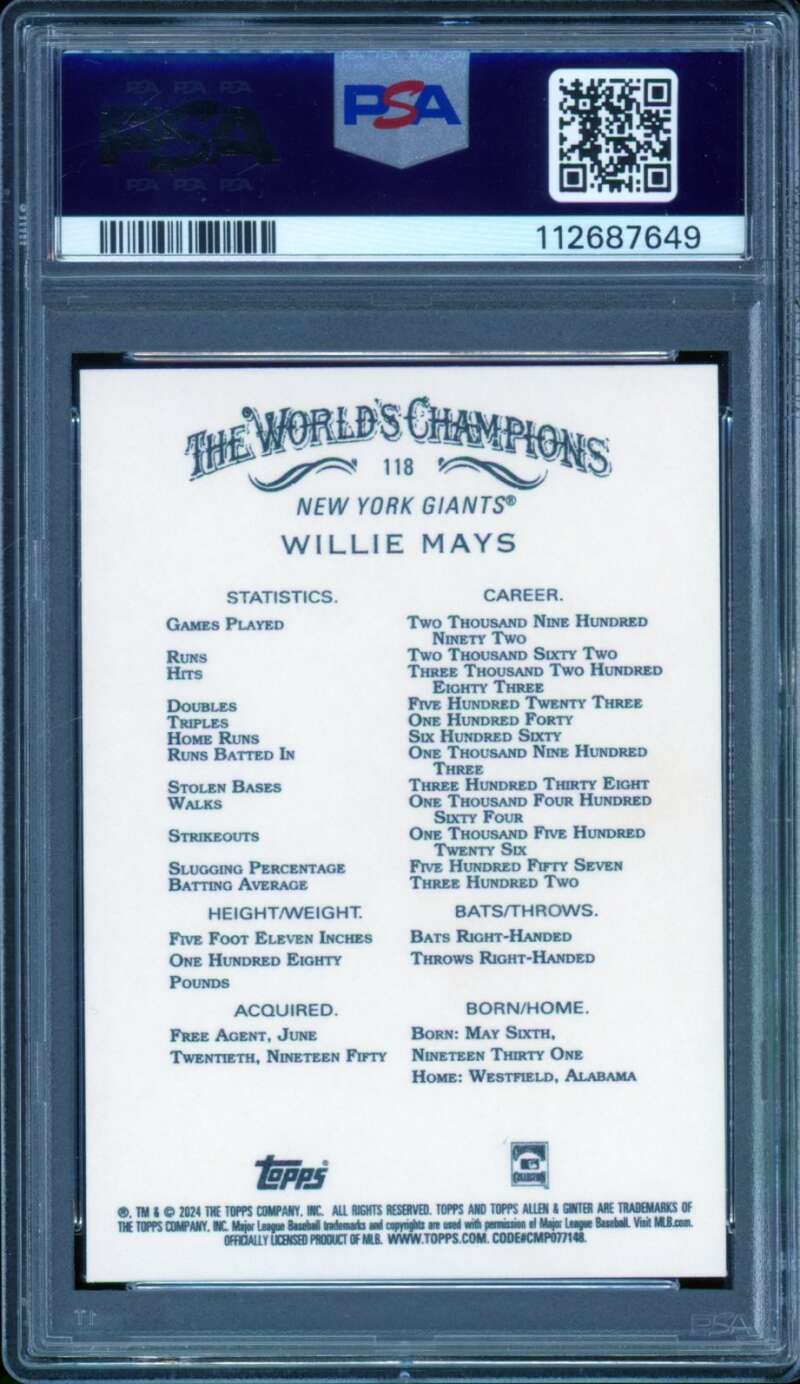 PSA PSA PSA
PSA
PSA PSA PSA
PSA
112687649
THE WORLD'S CHAMPIONS
118
NEW YORK GIANTS®
WILLIE MAYS
STATISTICS. CAREER.
GAMES PLAYED TWO THOUSAND NINE HUNDRED
NINETY TWO
RUNS TWO THOUSAND SIXTY TWO
HITS THREE THOUSAND TWO HUNDRED
EIGHTY THREE
DOUBLES FIVE HUNDRED TWENTY THREE
TRIPLES ONE HUNDRED FORTY
HOME RUNS SIX HUNDRED SIXTY
RUNS BATTED IN ONE THOUSAND NINE HUNDRED
THREE
STOLEN BASES THREE HUNDRED THIRTY EIGHT
WALKS ONE THOUSAND FOUR HUNDRED
SIXTY FOUR
STRIKEOUTS ONE THOUSAND FIVE HUNDRED
TWENTY SIX
SLUGGING PERCENTAGE FIVE HUNDRED FIFTY SEVEN
BATTING AVERAGE THREE HUNDRED TWO
HEIGHT/WEIGHT. BATS/THROWS.
FIVE FOOT ELEVEN INCHES BATS RIGHT-HANDED
ONE HUNDRED EIGHTY THROWS RIGHT-HANDED
POUNDS
ACQUIRED. BORN/HOME.
FREE AGENT, JUNE BORN: MAY SIXTH,
TWENTIETH, NINETEEN FIFTY NINETEEN THIRTY ONE
HOME: WESTFIELD, ALABAMA
topps
®, TM & © 2024 THE TOPPS COMPANY, INC. ALL RIGHTS RESERVED. TOPPS AND TOPPS ALLEN & GINTER ARE TRADEMARKS OF
THE TOPPS COMPANY, INC. Major League Baseball trademarks and copyrights are used with permission of Major League Baseball. Visit MLB.com.
OFFICIALLY LICENSED PRODUCT OF MLB. WWW.TOPPS.COM. CODE#CMP077148.
PSA